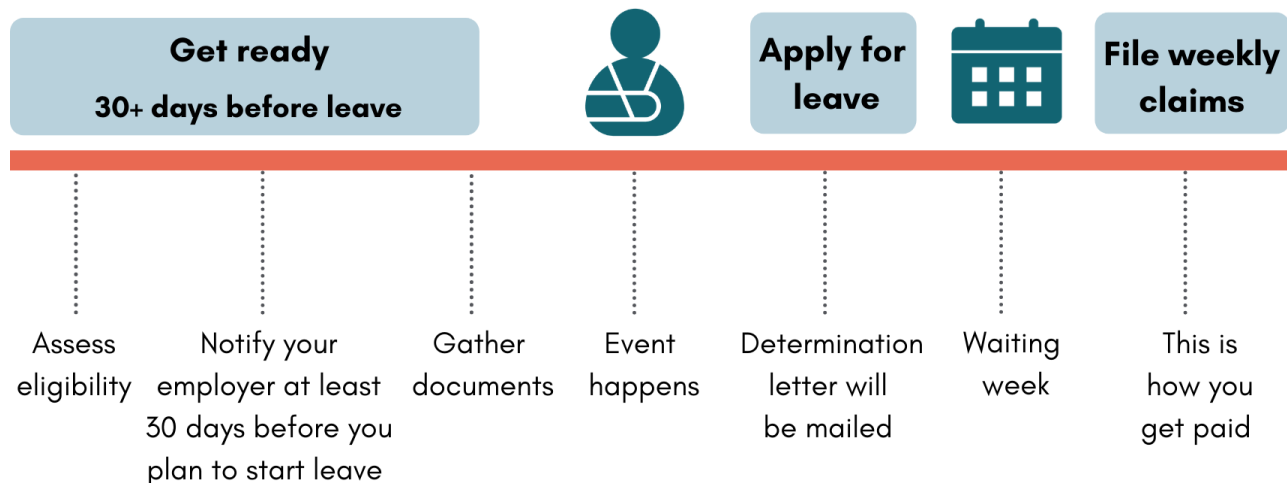 Get ready
30+ days before leave
Apply for
leave
File weekly
claims
Assess
eligibility
Notify your
employer at least
30 days before you
plan to start leave
Gather
documents
Event
happens
Determination
letter will
be mailed
Waiting
week
This is
how you
get paid